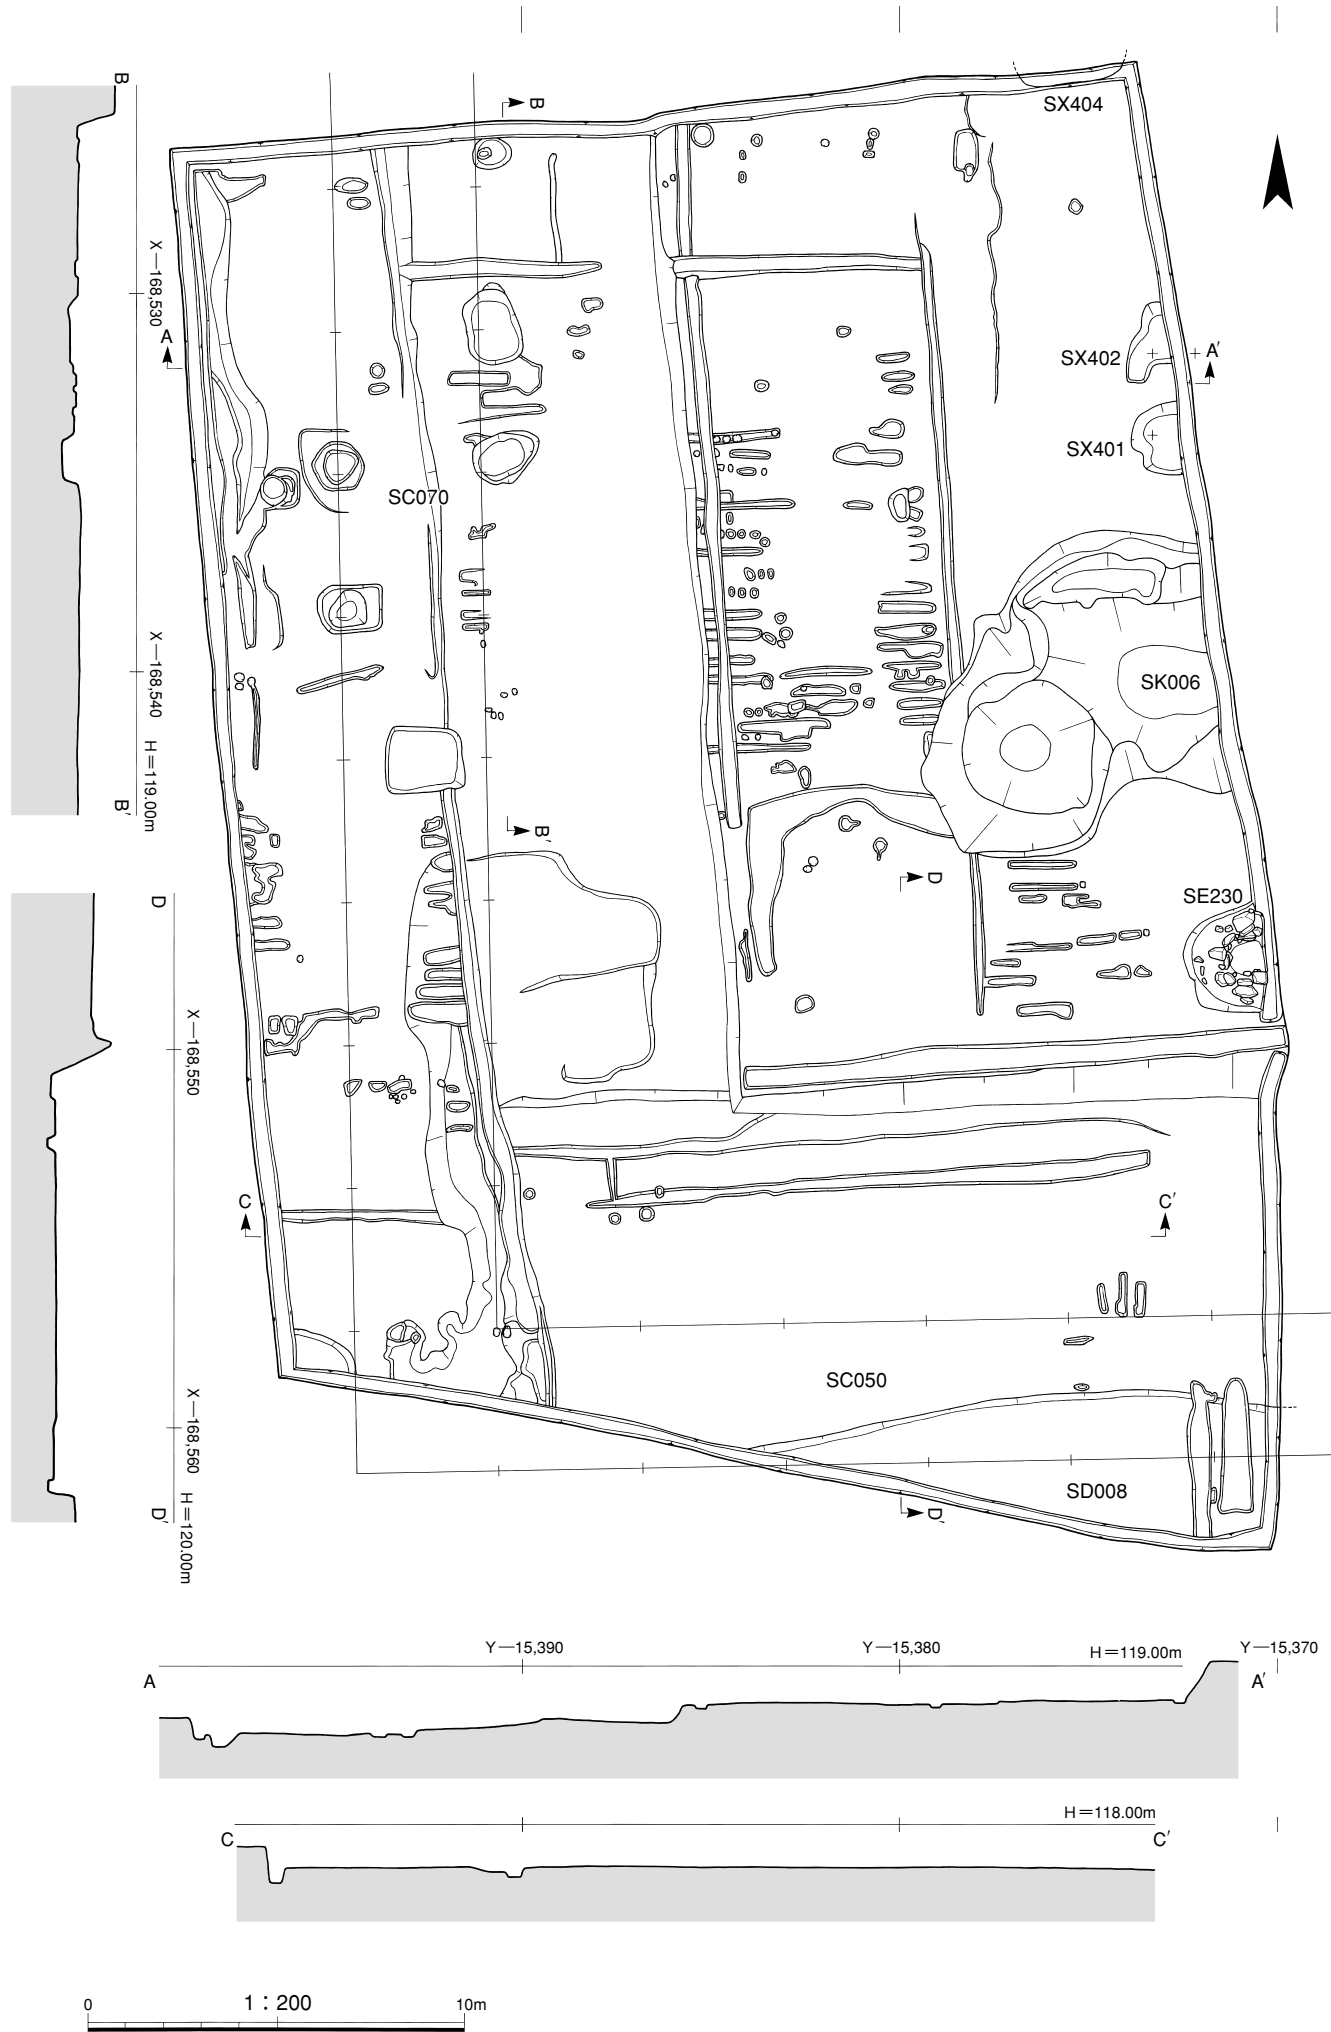 B
B
SX404
X—168,530
A
SX402
A′
SX401
SC070
SK006
X—168,540
H＝119.00m
B′
B′
D
D
SE230
X—168,550
C
C′
SC050
X—168,560
SD008
D′
D′
H＝120.00m
Y—15,390
Y—15,380
H＝119.00m
Y—15,370
A
A′
H＝118.00m
C
C′
0
1：200
10m